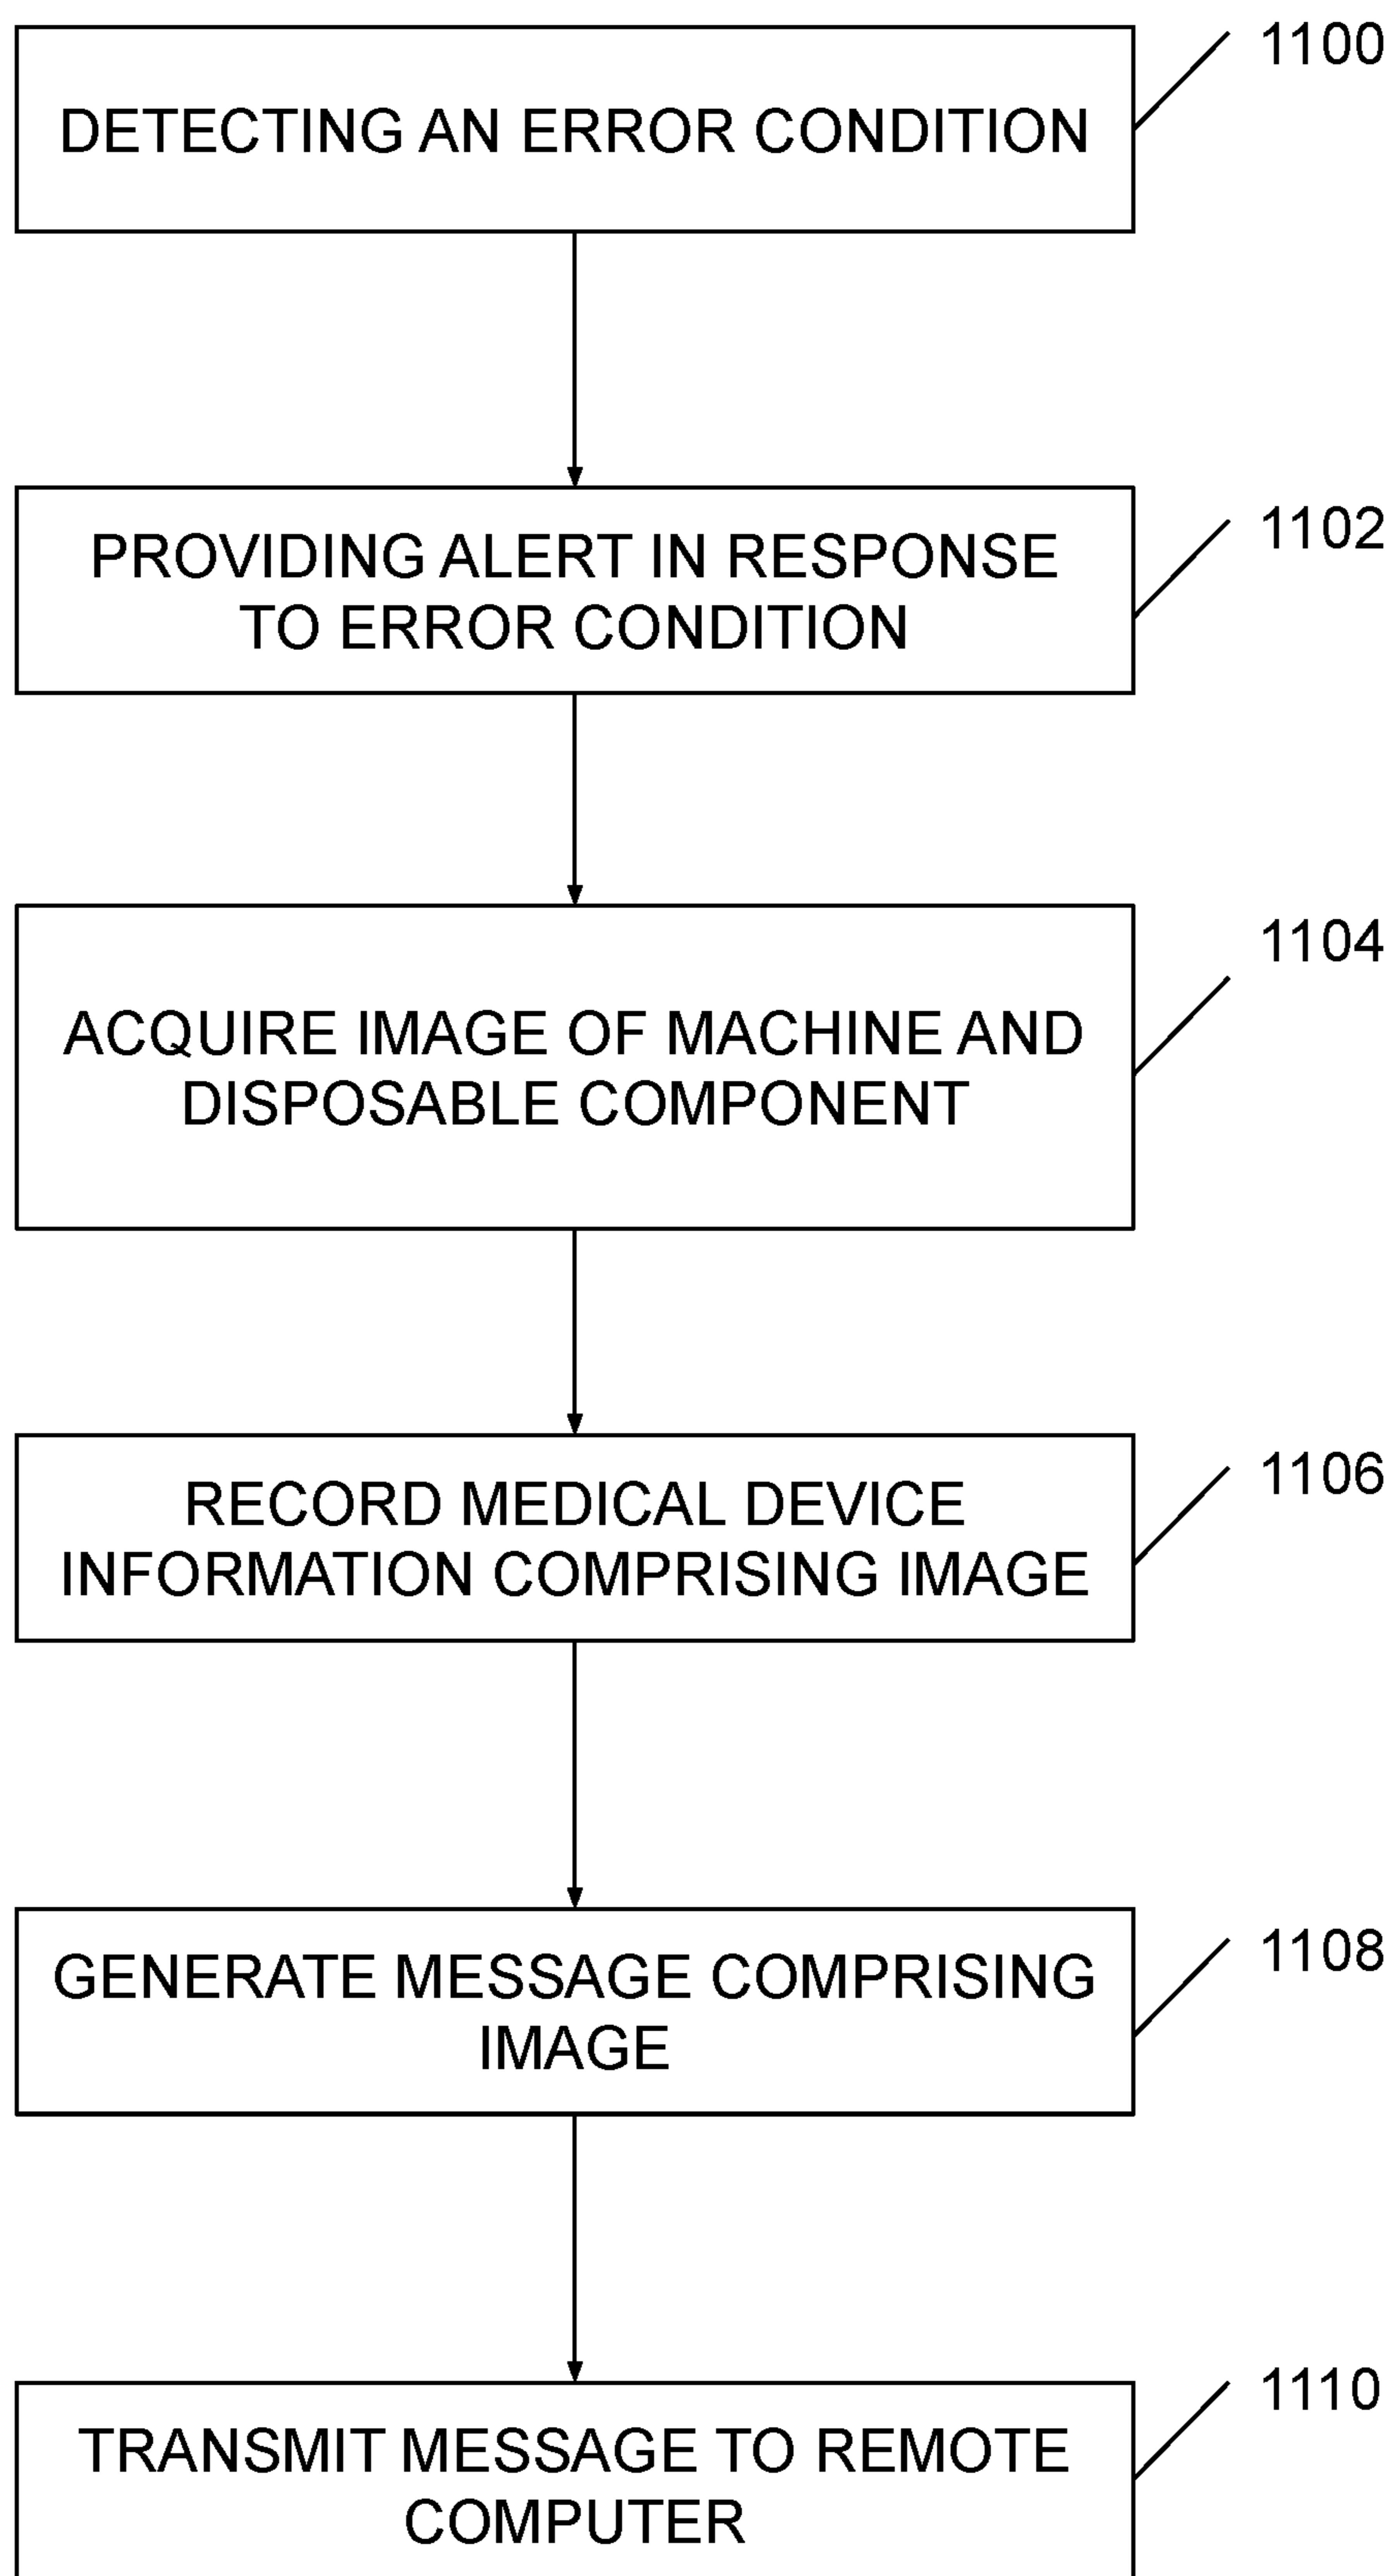 1100
DETECTING AN ERROR CONDITION
1102
PROVIDING ALERT IN RESPONSE
TO ERROR CONDITION
1104
ACQUIRE IMAGE OF MACHINE AND
DISPOSABLE COMPONENT
1106
RECORD MEDICAL DEVICE
INFORMATION COMPRISING IMAGE
1108
GENERATE MESSAGE COMPRISING
IMAGE
1110
TRANSMIT MESSAGE TO REMOTE
COMPUTER